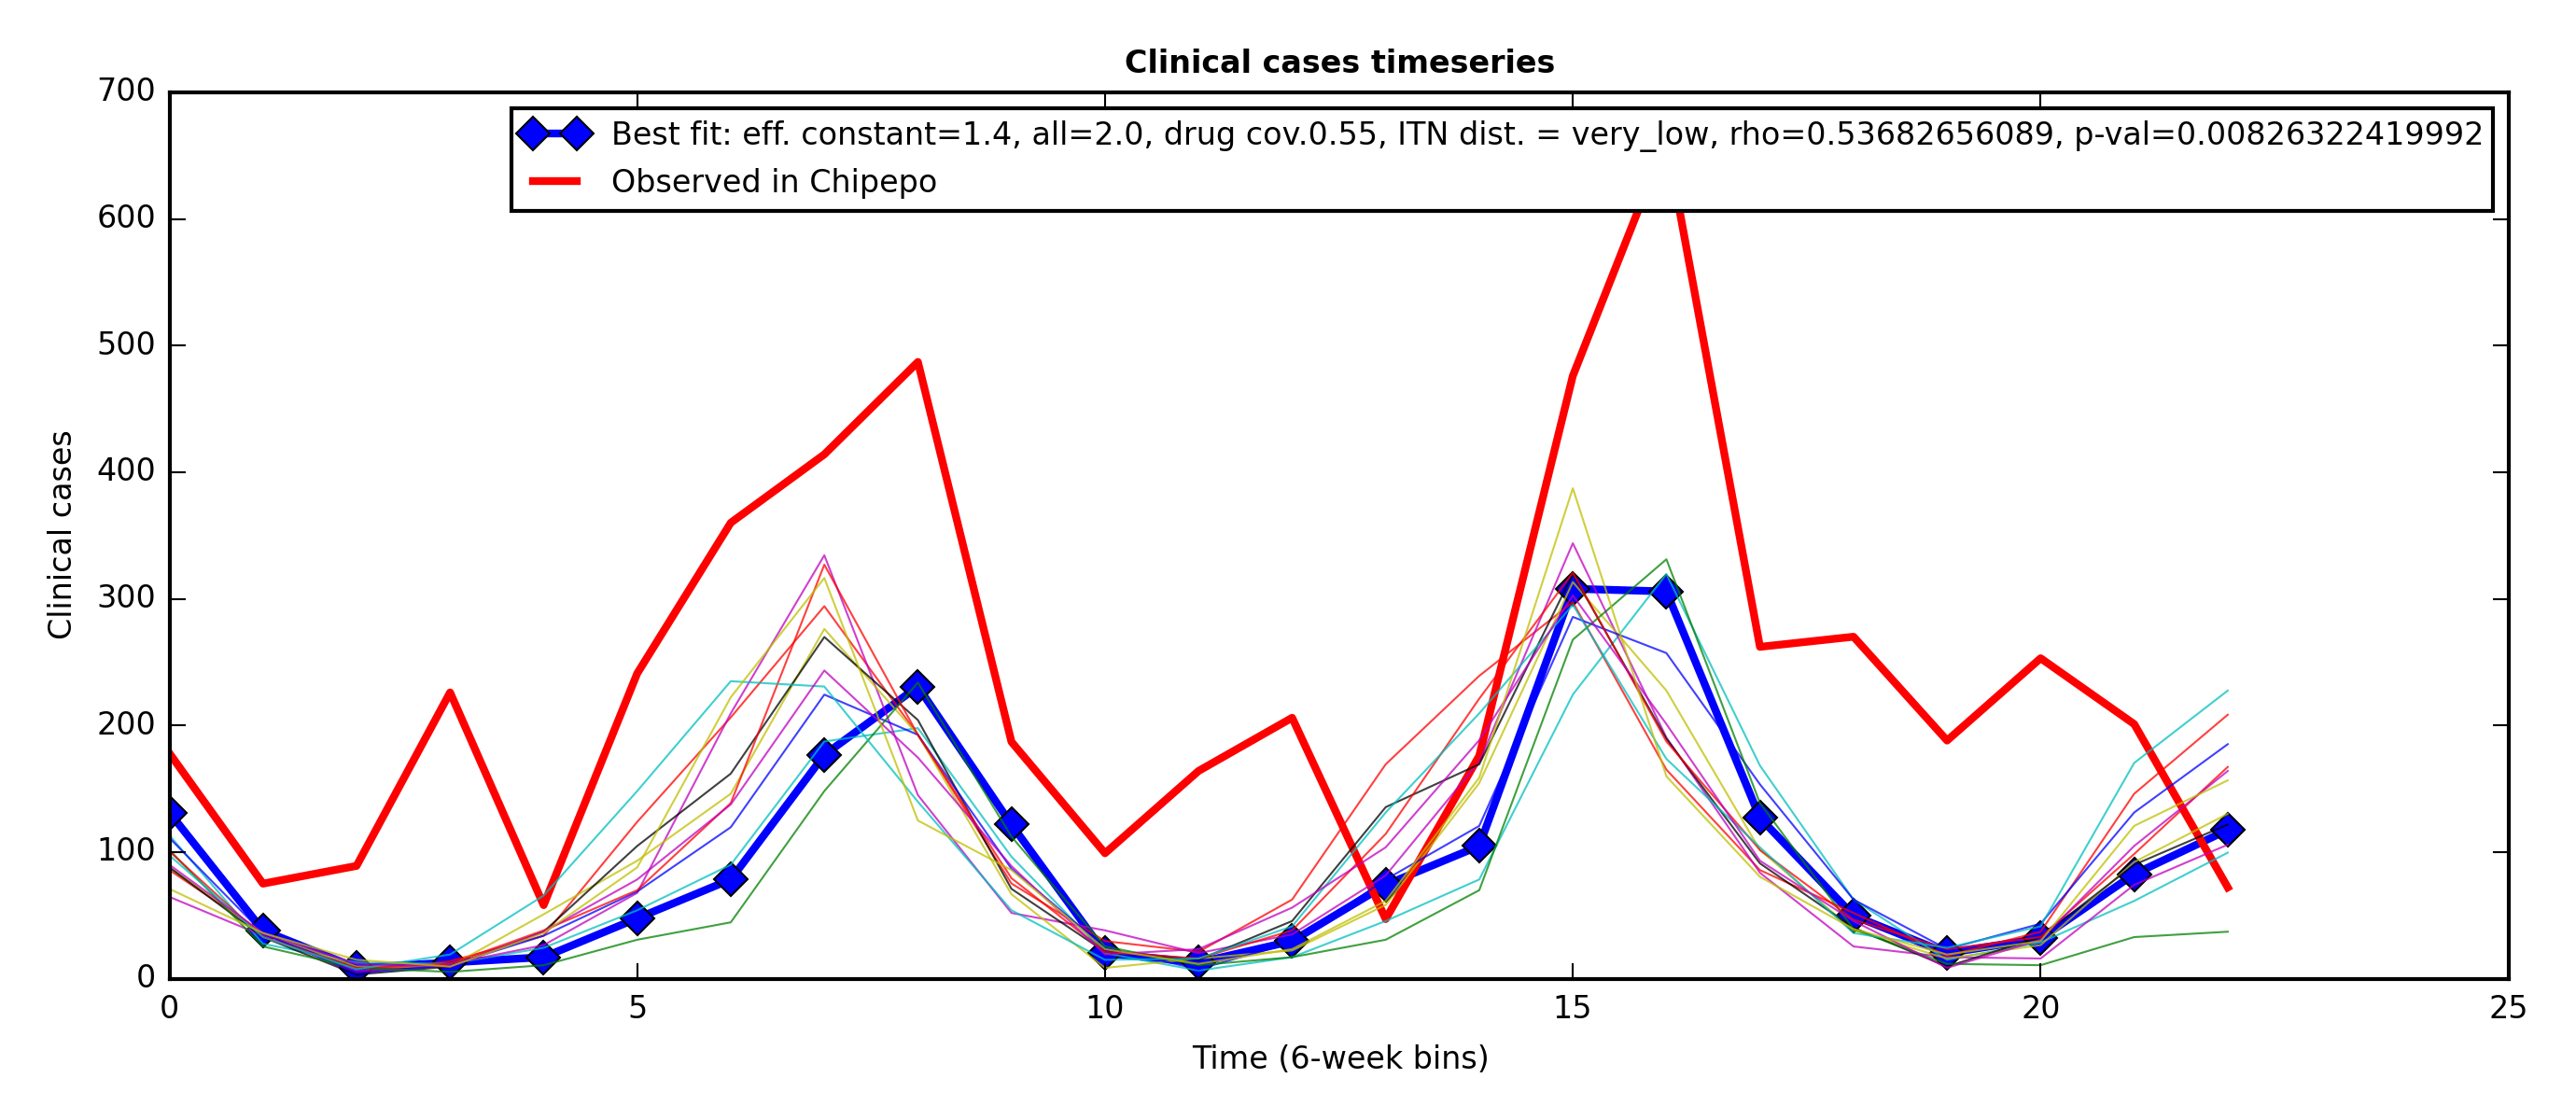 Clinical cases timeseries
700
600
500
400
300
200
100
0
Clinical cases
Best fit: eff. constant=1.4, all=2.0, drug cov.0.55, ITN dist. = very_low, rho=0.53682656089, p-val=0.00826322419992
Observed in Chipepo
0 5 10 15 20 25
Time (6-week bins)